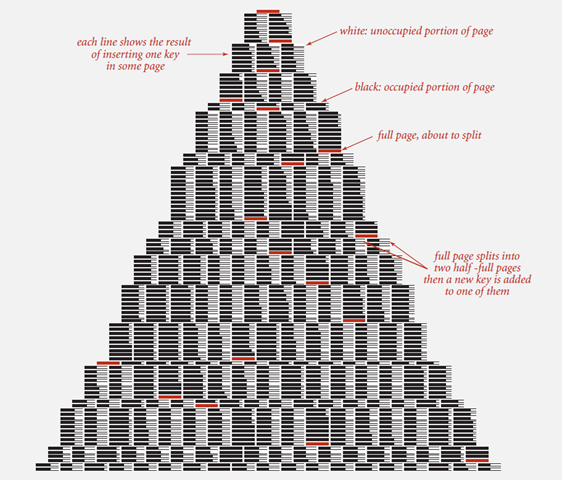 white: unoccupied portion of page
each line shows the result
of inserting one key
in some page
black: occupied portion of page
full page, about to split
full page splits into
two half -full pages
then a new key is added
to one of them